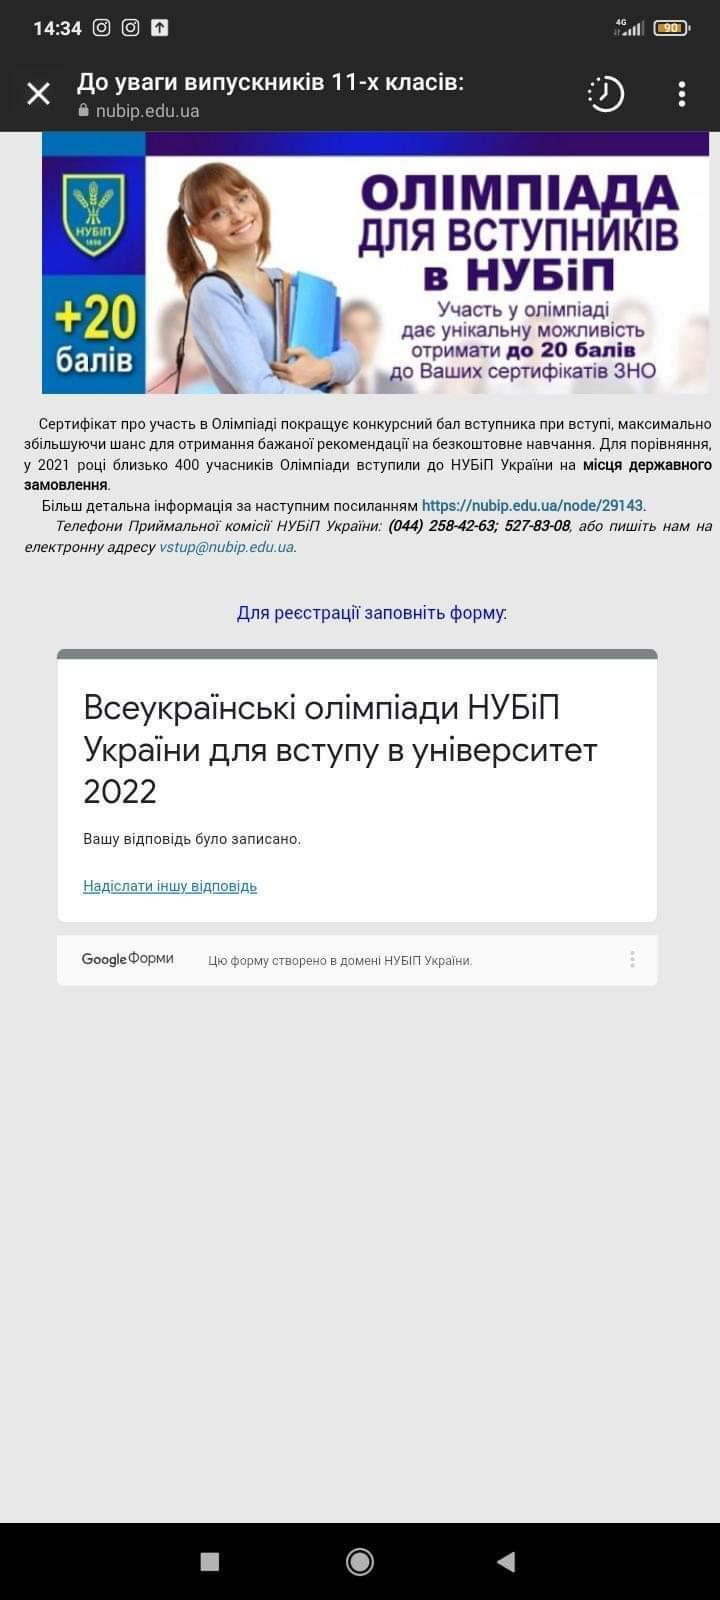 14:34
4G
90
До уваги випускників 11-х класів:
nubip.edu.ua
НУБІП
1898
+20
балів
ОЛІМПІАДА
ДЛЯ ВСТУПНИКІВ
в НУБіП
Участь у олімпіаді
дає унікальну можливість
отримати до 20 балів
до Ваших сертифікатів ЗНО
Сертифікат про участь в Олімпіаді покращує конкурсний бал вступника при вступі, максимально
збільшуючи шанс для отримання бажаної рекомендації на безкоштовне навчання. Для порівняння,
у 2021 році близько 400 учасників Олімпіади вступили до НУБіП України на місця державного
замовлення.
Більш детальна інформація за наступним посиланням https://nubip.edu.ua/node/29143.
Телефони Приймальної комісії НУБіП України: (044) 258-42-63; 527-83-08, або пишіть нам на
електронну адресу vstup@nubip.edu.ua.
Для реєстрації заповніть форму:
Всеукраїнські олімпіади НУБіП
України для вступу в університет
2022
Вашу відповідь було записано.
Надіслати іншу відповідь
Google Форми
Цю форму створено в домені НУБІП України.